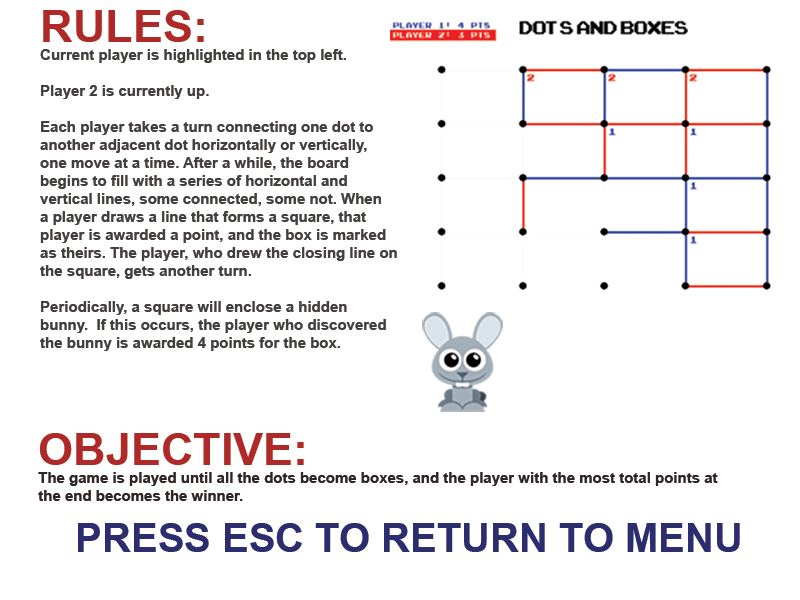 RULES:
Current player is highlighted in the top left.
Player 2 is currently up.
Each player takes a turn connecting one dot to
another adjacent dot horizontally or vertically,
one move at a time. After a while, the board
begins to fill with a series of horizontal and
vertical lines, some connected, some not. When
a player draws a line that forms a square, that
player is awarded a point, and the box is marked
as theirs. The player, who drew the closing line on
the square, gets another turn.
Periodically, a square will enclose a hidden
bunny.  If this occurs, the player who discovered
the bunny is awarded 4 points for the box.
PLAYER 1: 4 PTS
PLAYER 2: 3 PTS
DOTS AND BOXES
2 2 2
1 1
1
1
OBJECTIVE:
The game is played until all the dots become boxes, and the player with the most total points at
the end becomes the winner.
PRESS ESC TO RETURN TO MENU